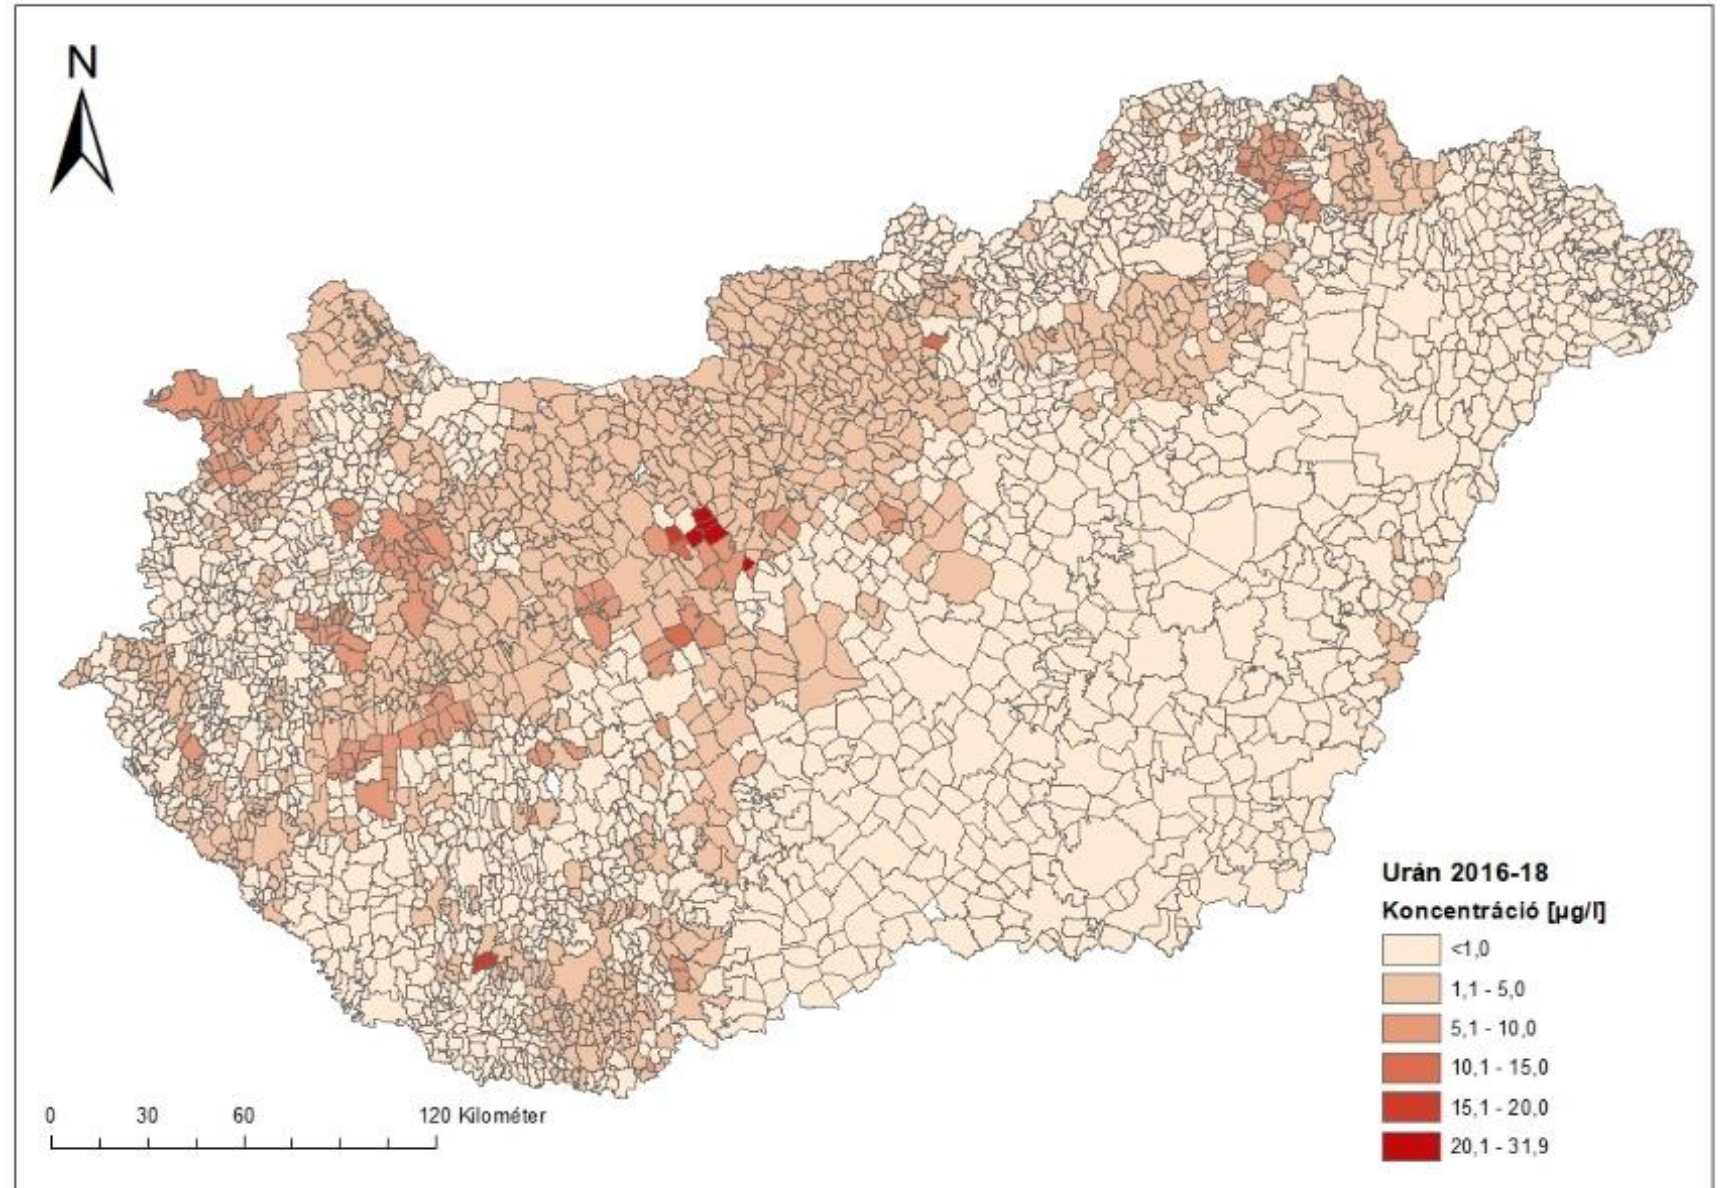 N
Urán 2016-18
Koncentráció [µg/l]
<1,0
1,1 - 5,0
5,1 - 10,0
10,1 - 15,0
15,1 - 20,0
20,1 - 31,9
0 30 60 120 Kilométer